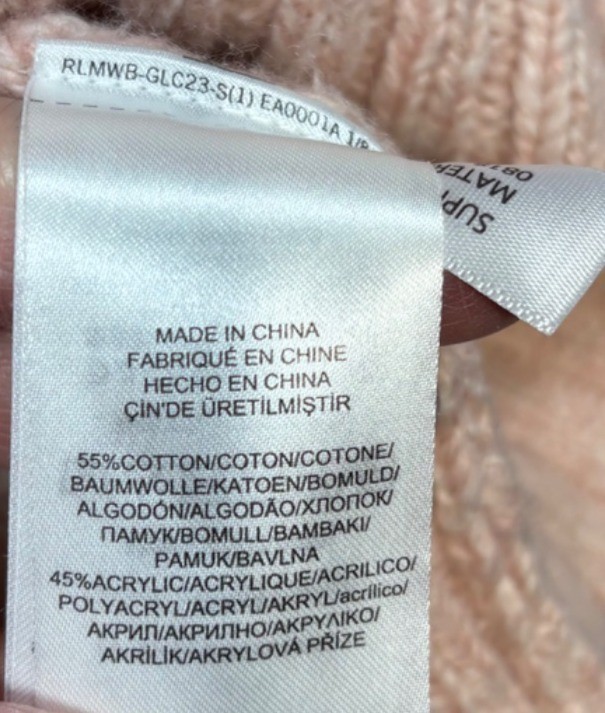 RLMWB-GLC23-S(1) EA0001A
MADE IN CHINA
FABRIQUÉ EN CHINE
HECHO EN CHINA
ÇİN'DE ÜRETİLMİŞTİR
55%COTTON/COTON/COTONE/
BAUMWOLLE/KATOEN/BOMULD/
ALGODÓN/ALGODÃO/ХЛОПОК/
ПАМУК/BOMULL/BAMBAKI/
PAMUK/BAVLNA
45%ACRYLIC/ACRYLIQUE/ACRILICO/
POLYACRYL/ACRYL/AKRYL/acrílico/
АКРИЛ/АКРИЛНО/ΑΚΡΥΛΙΚΟ/
AKRİLİK/AKRYLOVÁ PŘÍZE